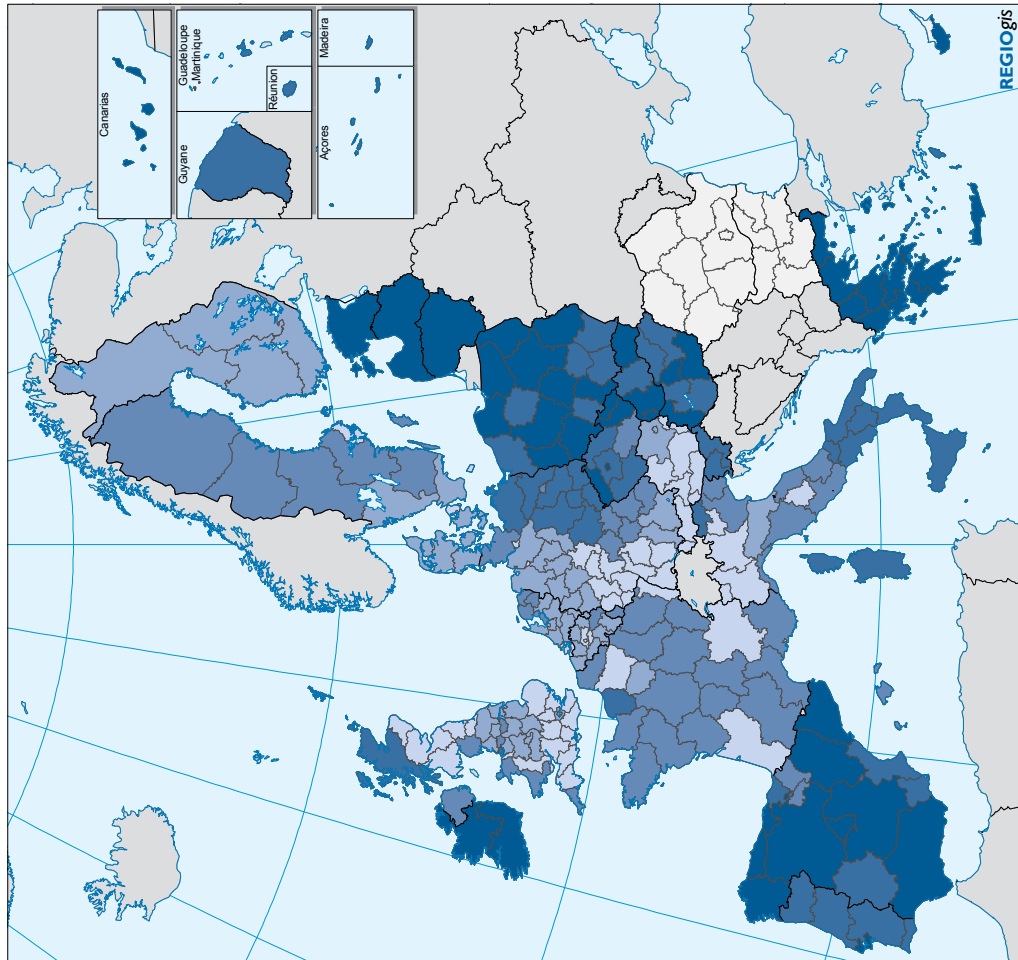 Canarias
Guyane
Guadeloupe
Martinique
Réunion
Açores
Madeira
REGIOgis